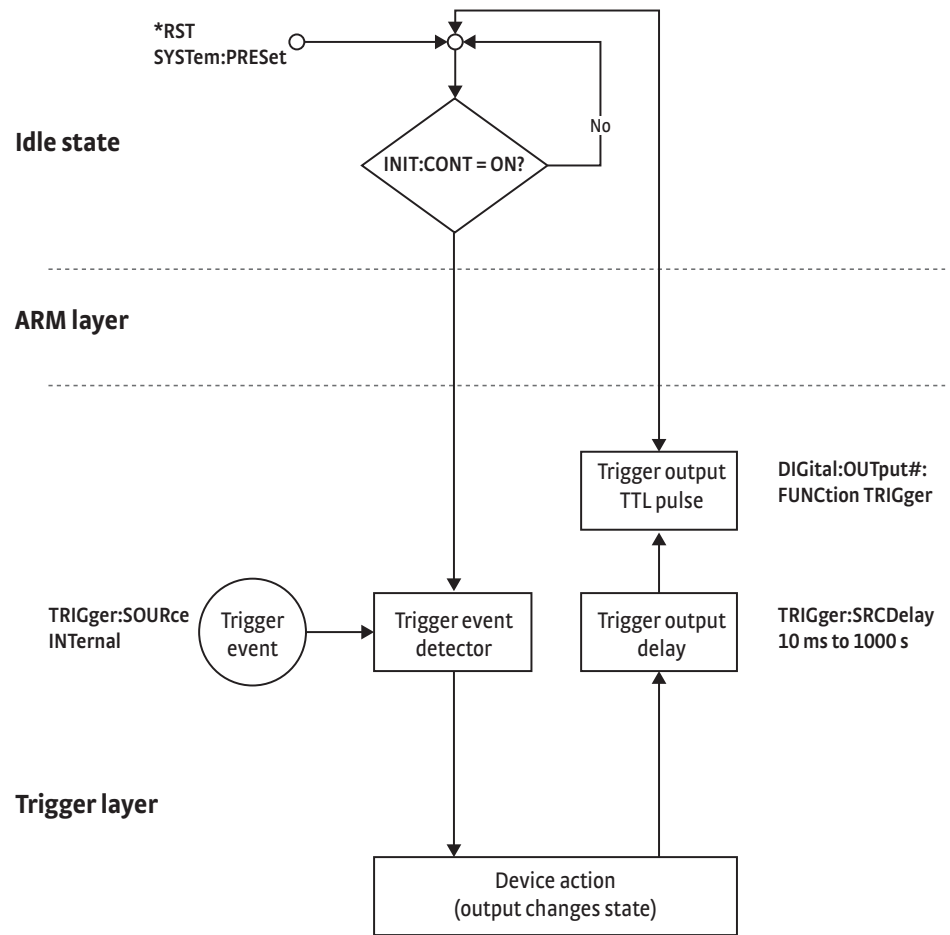 *RST
SYSTem:PRESet
No
Idle state
INIT:CONT = ON?
ARM layer
Trigger output
TTL pulse
DIGital:OUTput#:
FUNCtion TRIGger
TRIGger:SOURce
INTernal
Trigger
event
Trigger event
detector
Trigger output
delay
TRIGger:SRCDelay
10 ms to 1000 s
Trigger layer
Device action
(output changes state)